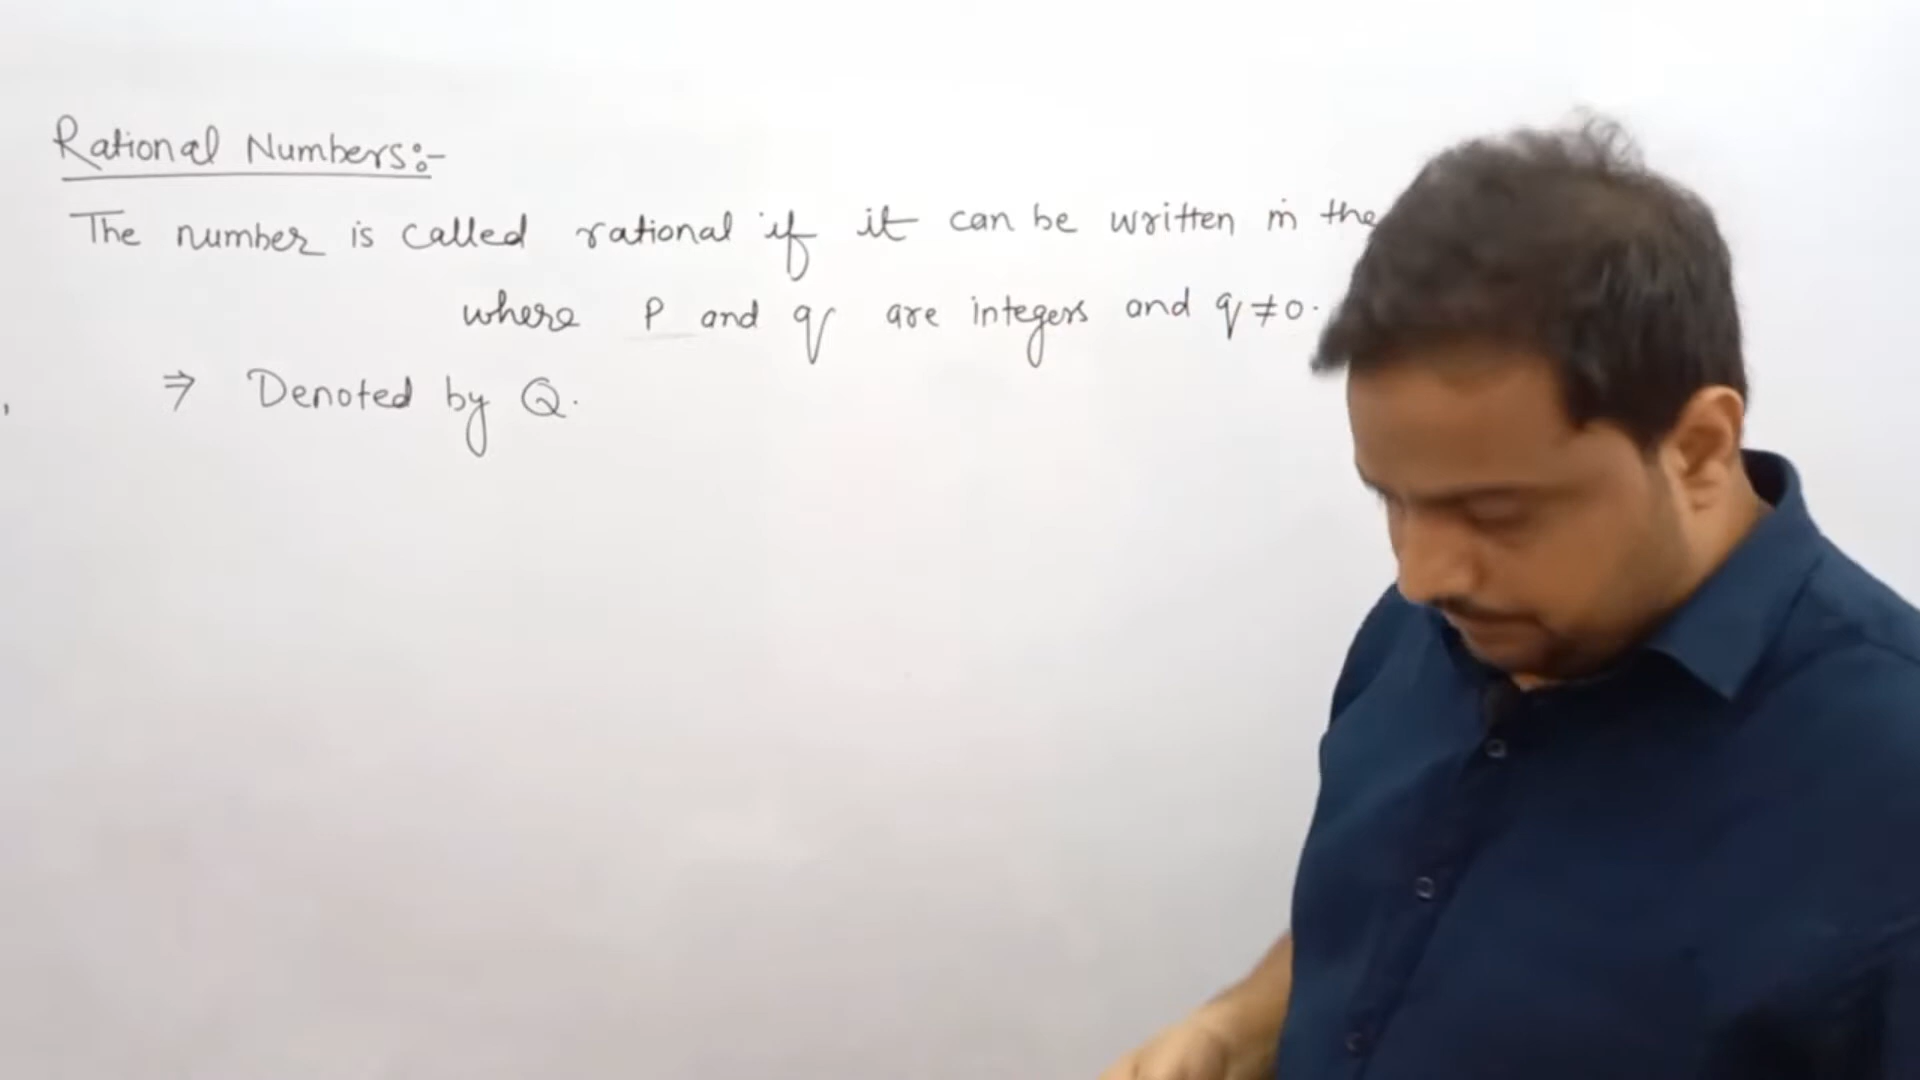 Rational Numbers:-
The number is called rational if it can be written in the
where P and q are integers and q ≠ 0.
⇒ Denoted by Q.